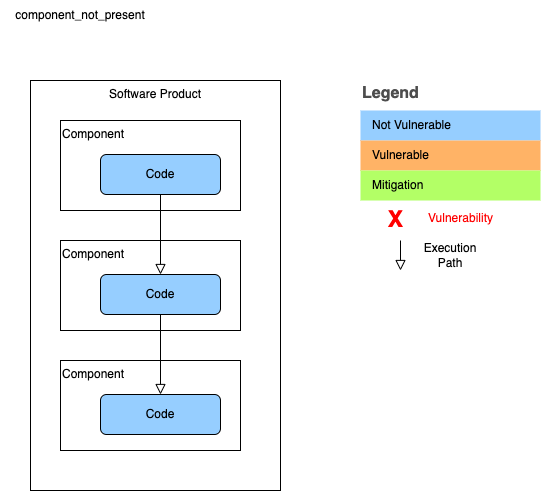 component_not_present
Software Product
Component
Code
Component
Code
Component
Code
Legend
Not Vulnerable
Vulnerable
Mitigation
X Vulnerability
Execution
Path